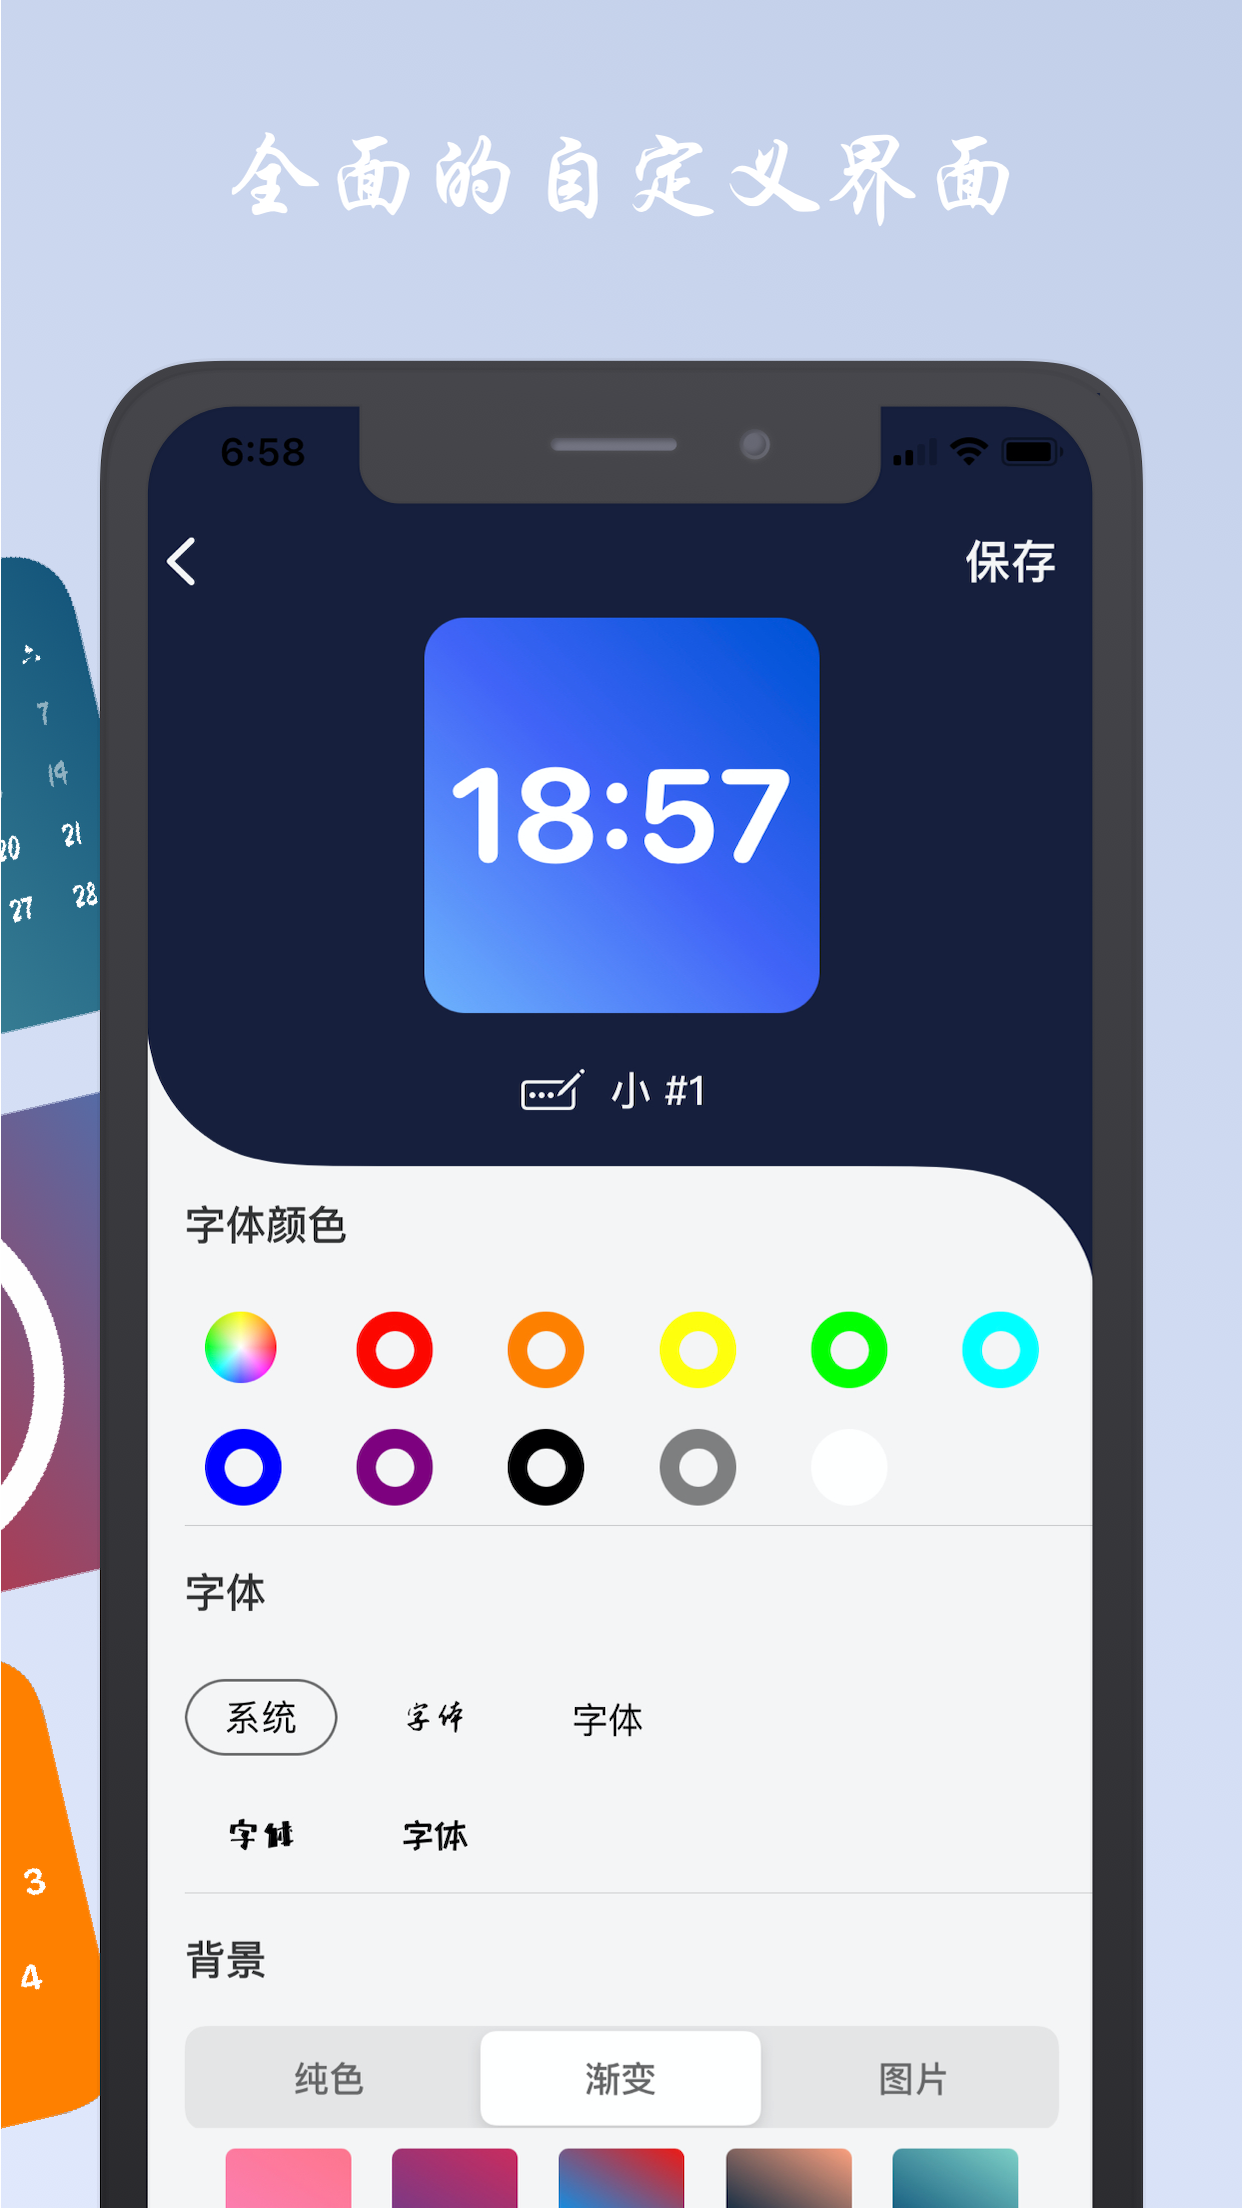 全面的自定义界面
6:58
保存
六
7
14
20 21
27 28
18:57
小 #1
字体颜色
字体
系统 字体 字体
字体 字体
3
4
背景
纯色 渐变 图片